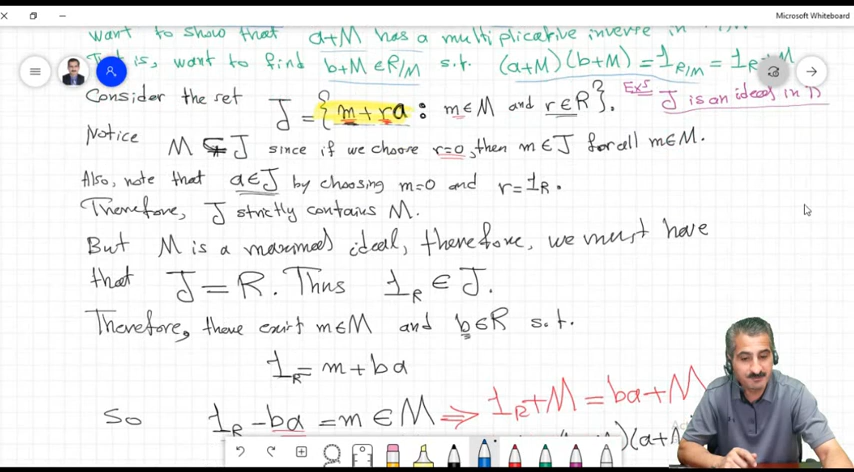 Microsoft Whiteboard
want to show that a+M has a multiplicative inverse in
That is, want to find b+M ∈ R/M s.t. (a+M)(b+M) = 1_{R/M} = 1_R + M
Consider the set J = {m + ra : m∈M and r∈R}. Exs J is an ideal in
Notice M ⊊ J since if we choose r=0, then m∈J for all m∈M.
Also, note that a∈J by choosing m=0 and r=1_R.
Therefore, J strictly contains M.
But M is a maximal ideal, therefore, we must have
that J = R. Thus 1_R ∈ J.
Therefore, there exist m∈M and b∈R s.t.
1_R = m + ba
So 1_R - ba = m ∈ M ⇒ 1_R+M = ba+M
)(a+M